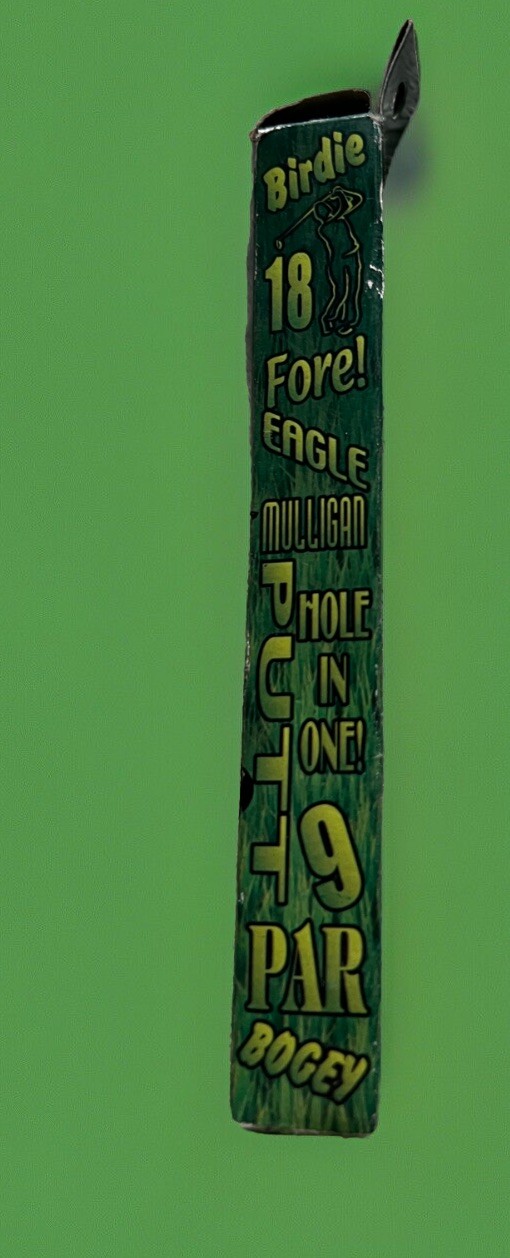 Birdie
18
Fore!
EAGLE
MULLIGAN
PUTT
HOLE
IN
ONE!
9
PAR
BOGEY